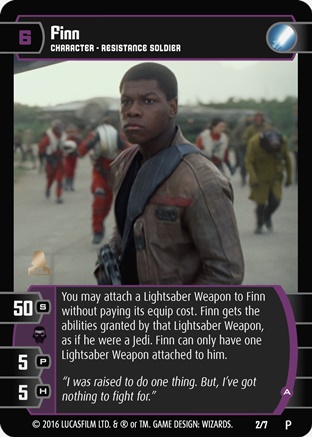 6
Finn
CHARACTER - RESISTANCE SOLDIER
50 S
5 P
5 H
You may attach a Lightsaber Weapon to Finn
without paying its equip cost. Finn gets the
abilities granted by that Lightsaber Weapon,
as if he were a Jedi. Finn can only have one
Lightsaber Weapon attached to him.
"I was raised to do one thing. But, I've got
nothing to fight for."
A
© 2016 LUCASFILM LTD. & ® or TM. GAME DESIGN: WIZARDS. 2/7 P